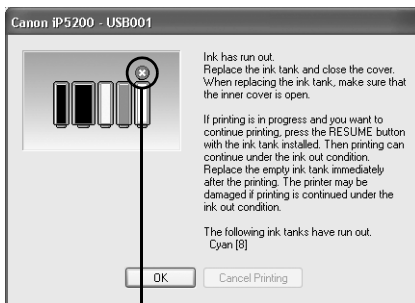 Canon iP5200 - USB001
Ink has run out.
Replace the ink tank and close the cover.
When replacing the ink tank, make sure that
the inner cover is open.
If printing is in progress and you want to
continue printing, press the RESUME button
with the ink tank installed. Then printing can
continue under the ink out condition.
Replace the empty ink tank immediately
after the printing. The printer may be
damaged if printing is continued under the
ink out condition.
The following ink tanks have run out.
Cyan [8]
OK
Cancel Printing